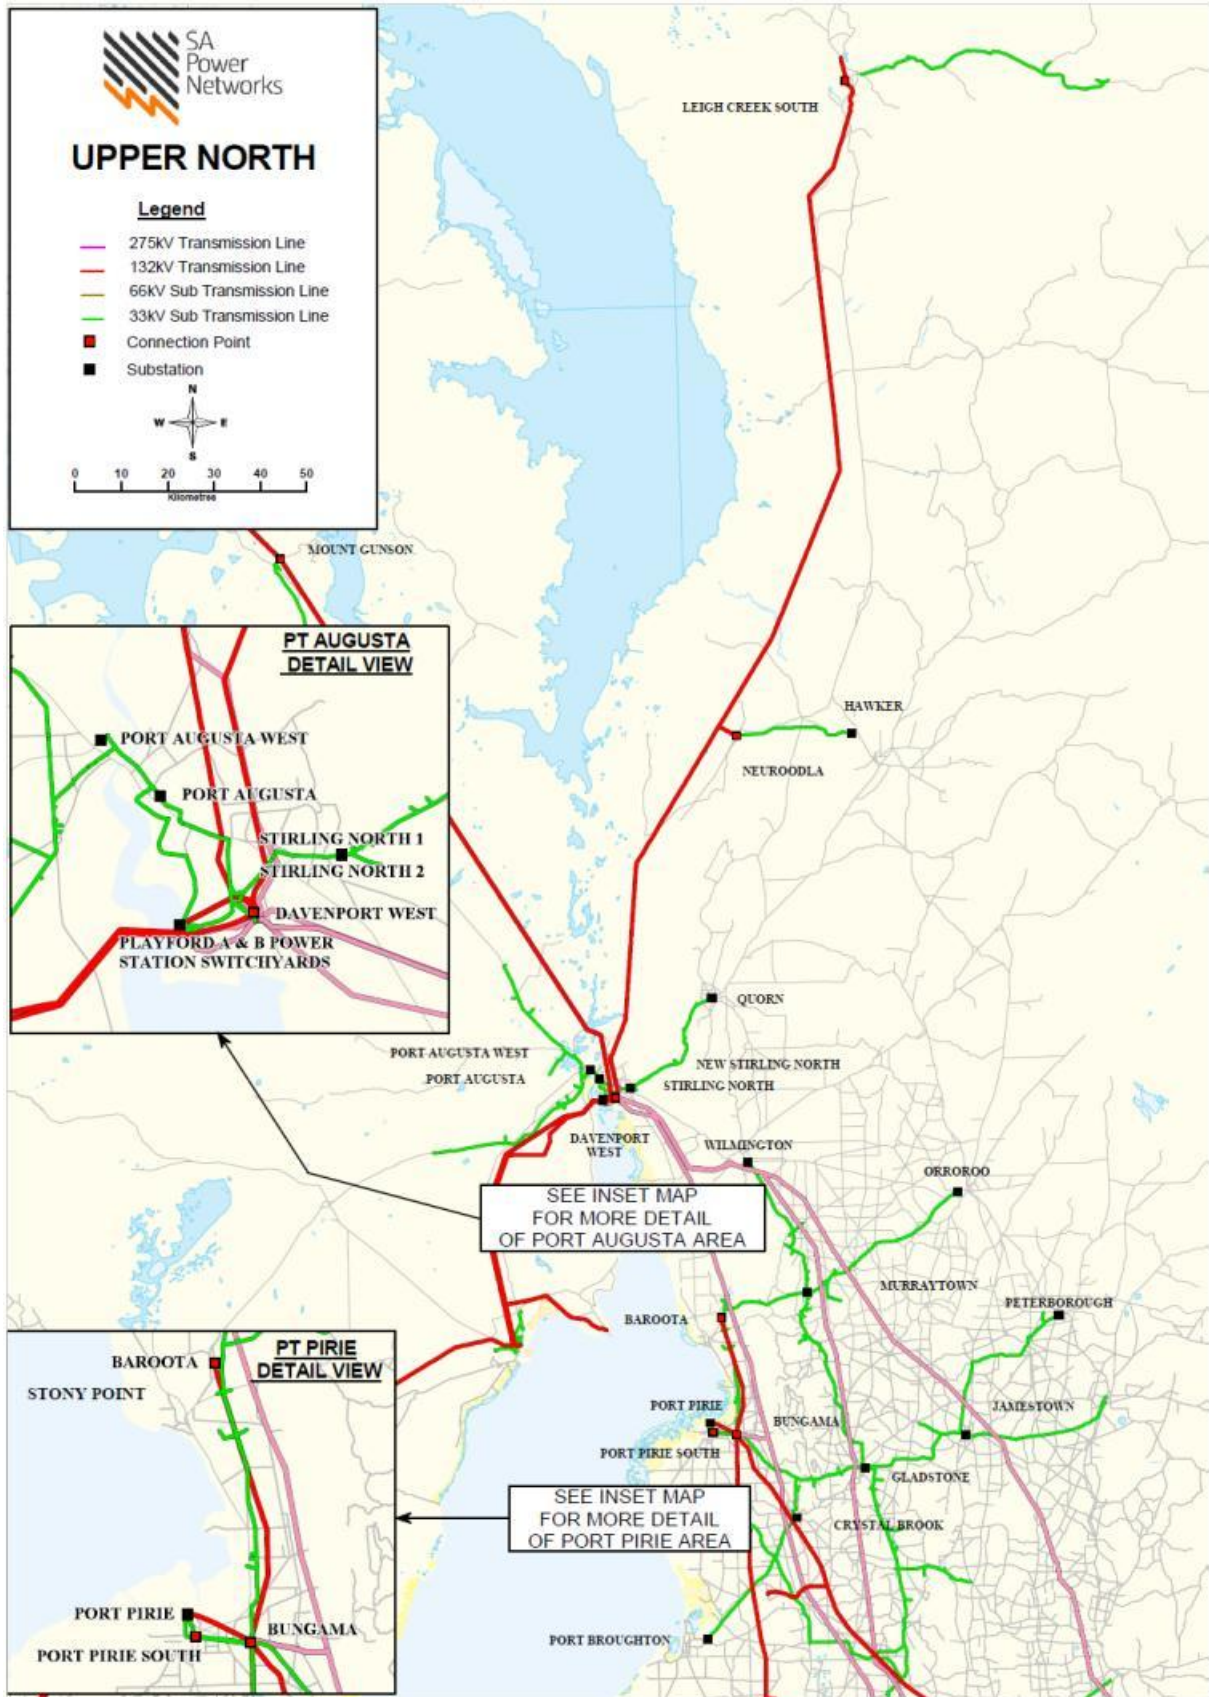 SA
Power
Networks
UPPER NORTH
Legend
275kV Transmission Line
132kV Transmission Line
66kV Sub Transmission Line
33kV Sub Transmission Line
Connection Point
Substation
N
W E
S
0 10 20 30 40 50
Kilometres
LEIGH CREEK SOUTH
MOUNT GUNSON
PT AUGUSTA
DETAIL VIEW
PORT AUGUSTA WEST
PORT AUGUSTA
STIRLING NORTH 1
STIRLING NORTH 2
DAVENPORT WEST
PLAYFORD A & B POWER
STATION SWITCHYARDS
HAWKER
NEUROODLA
QUORN
PORT AUGUSTA WEST
NEW STIRLING NORTH
PORT AUGUSTA
STIRLING NORTH
DAVENPORT
WEST
WILMINGTON
ORROROO
SEE INSET MAP
FOR MORE DETAIL
OF PORT AUGUSTA AREA
MURRAYTOWN
PETERBOROUGH
BAROOTA
PT PIRIE
DETAIL VIEW
BAROOTA
STONY POINT
PORT PIRIE
BUNGAMA
JAMESTOWN
PORT PIRIE SOUTH
GLADSTONE
SEE INSET MAP
FOR MORE DETAIL
OF PORT PIRIE AREA
CRYSTAL BROOK
PORT PIRIE
BUNGAMA
PORT PIRIE SOUTH
PORT BROUGHTON